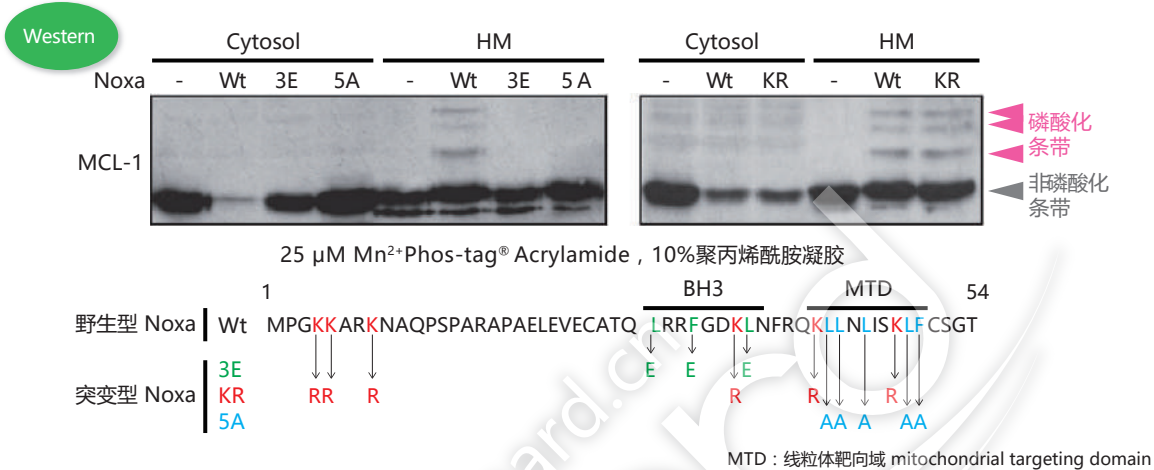 Western
Cytosol HM Cytosol HM
Noxa - Wt 3E 5A - Wt 3E 5A - Wt KR - Wt KR
MCL-1
磷酸化
条带
非磷酸化
条带
25 µM Mn²⁺Phos-tag® Acrylamide，10%聚丙烯酰胺凝胶
1 BH3 MTD 54
野生型 Noxa Wt MPGKKARKNAQPSPARAPAELEVECATQ LRRFGDKLNFRQKLLNLISKLFCSGT
3E E E E
突变型 Noxa KR RR R R R R
5A AA A AA
MTD：线粒体靶向域 mitochondrial targeting domain